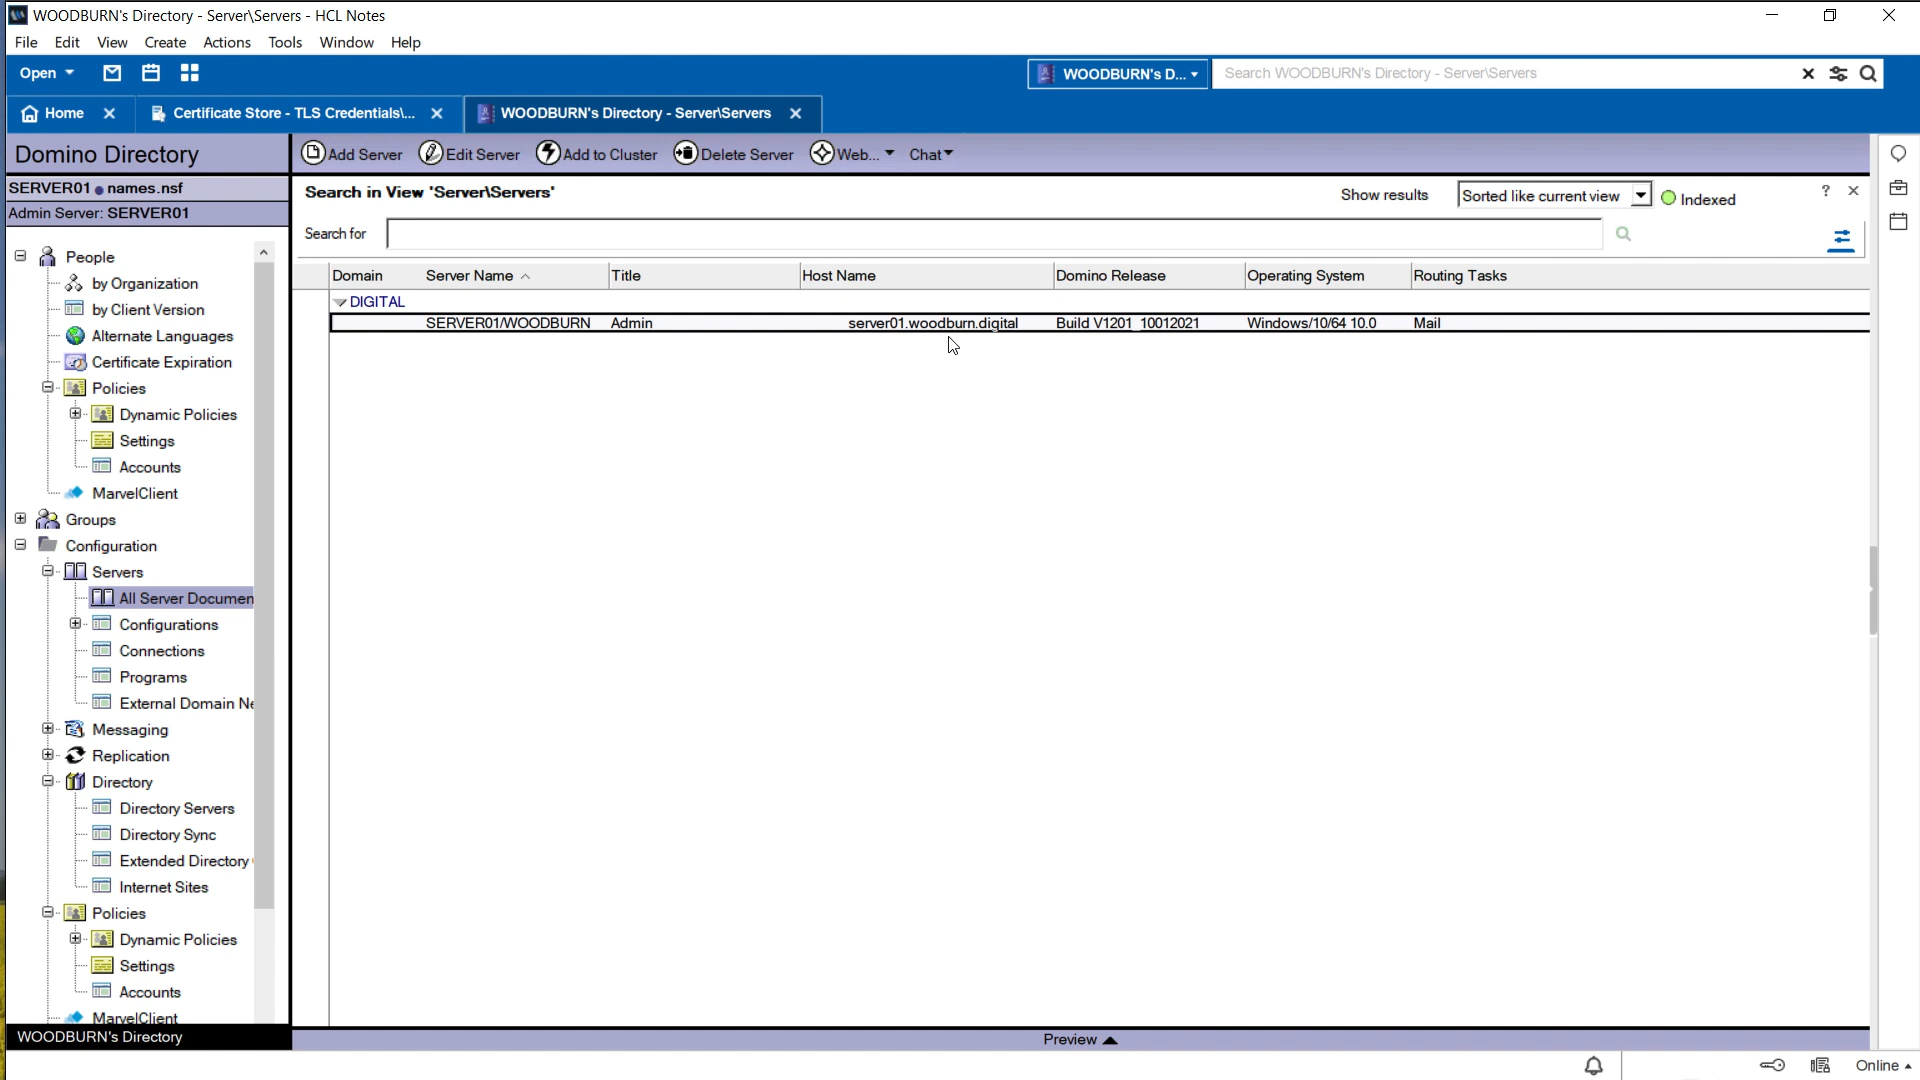 WOODBURN's Directory - Server\Servers - HCL Notes
File Edit View Create Actions Tools Window Help
Open WOODBURN's D... Search WOODBURN's Directory - Server\Servers
Home Certificate Store - TLS Credentials\... WOODBURN's Directory - Server\Servers
Domino Directory
Add Server Edit Server Add to Cluster Delete Server Web... Chat
SERVER01 names.nsf
Admin Server: SERVER01
Search in View 'Server\Servers'
Show results Sorted like current view Indexed ?
Search for
Domain Server Name Title Host Name Domino Release Operating System Routing Tasks
DIGITAL
SERVER01/WOODBURN Admin server01.woodburn.digital Build V1201_10012021 Windows/10/64 10.0 Mail
People
by Organization
by Client Version
Alternate Languages
Certificate Expiration
Policies
Dynamic Policies
Settings
Accounts
MarvelClient
Groups
Configuration
Servers
All Server Documen
Configurations
Connections
Programs
External Domain Ne
Messaging
Replication
Directory
Directory Servers
Directory Sync
Extended Directory
Internet Sites
Policies
Dynamic Policies
Settings
Accounts
MarvelClient
WOODBURN's Directory
Preview
Online